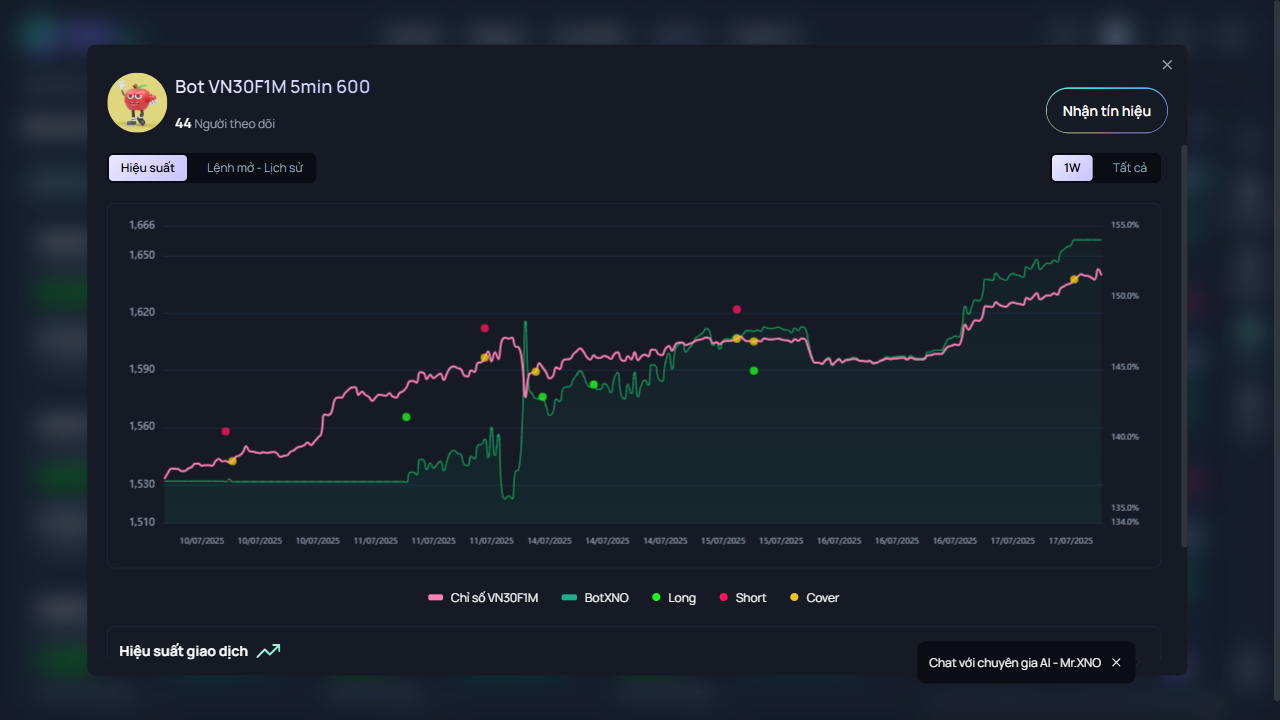 Bot VN30F1M 5min 600
44 Người theo dõi
Nhận tín hiệu
Hiệu suất
Lệnh mở - Lịch sử
1W
Tất cả
1,666
1,650
1,620
1,590
1,560
1,530
1,510
155.0%
150.0%
145.0%
140.0%
135.0%
134.0%
10/07/2025 10/07/2025 10/07/2025 11/07/2025 11/07/2025 11/07/2025 14/07/2025 14/07/2025 14/07/2025 15/07/2025 15/07/2025 16/07/2025 16/07/2025 16/07/2025 17/07/2025 17/07/2025
Chỉ số VN30F1M BotXNO Long Short Cover
Hiệu suất giao dịch
Chat với chuyên gia AI - Mr.XNO